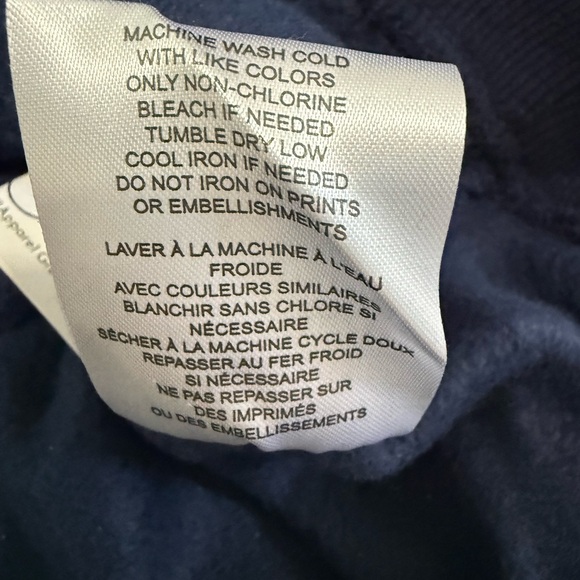 MACHINE WASH COLD
WITH LIKE COLORS
ONLY NON-CHLORINE
BLEACH IF NEEDED
TUMBLE DRY LOW
COOL IRON IF NEEDED
DO NOT IRON ON PRINTS
OR EMBELLISHMENTS
LAVER À LA MACHINE À L'EAU
FROIDE
AVEC COULEURS SIMILAIRES
BLANCHIR SANS CHLORE SI
NÉCESSAIRE
SÉCHER À LA MACHINE CYCLE DOUX
REPASSER AU FER FROID
SI NÉCESSAIRE
NE PAS REPASSER SUR
DES IMPRIMÉS
OU DES EMBELLISSEMENTS
Apparel